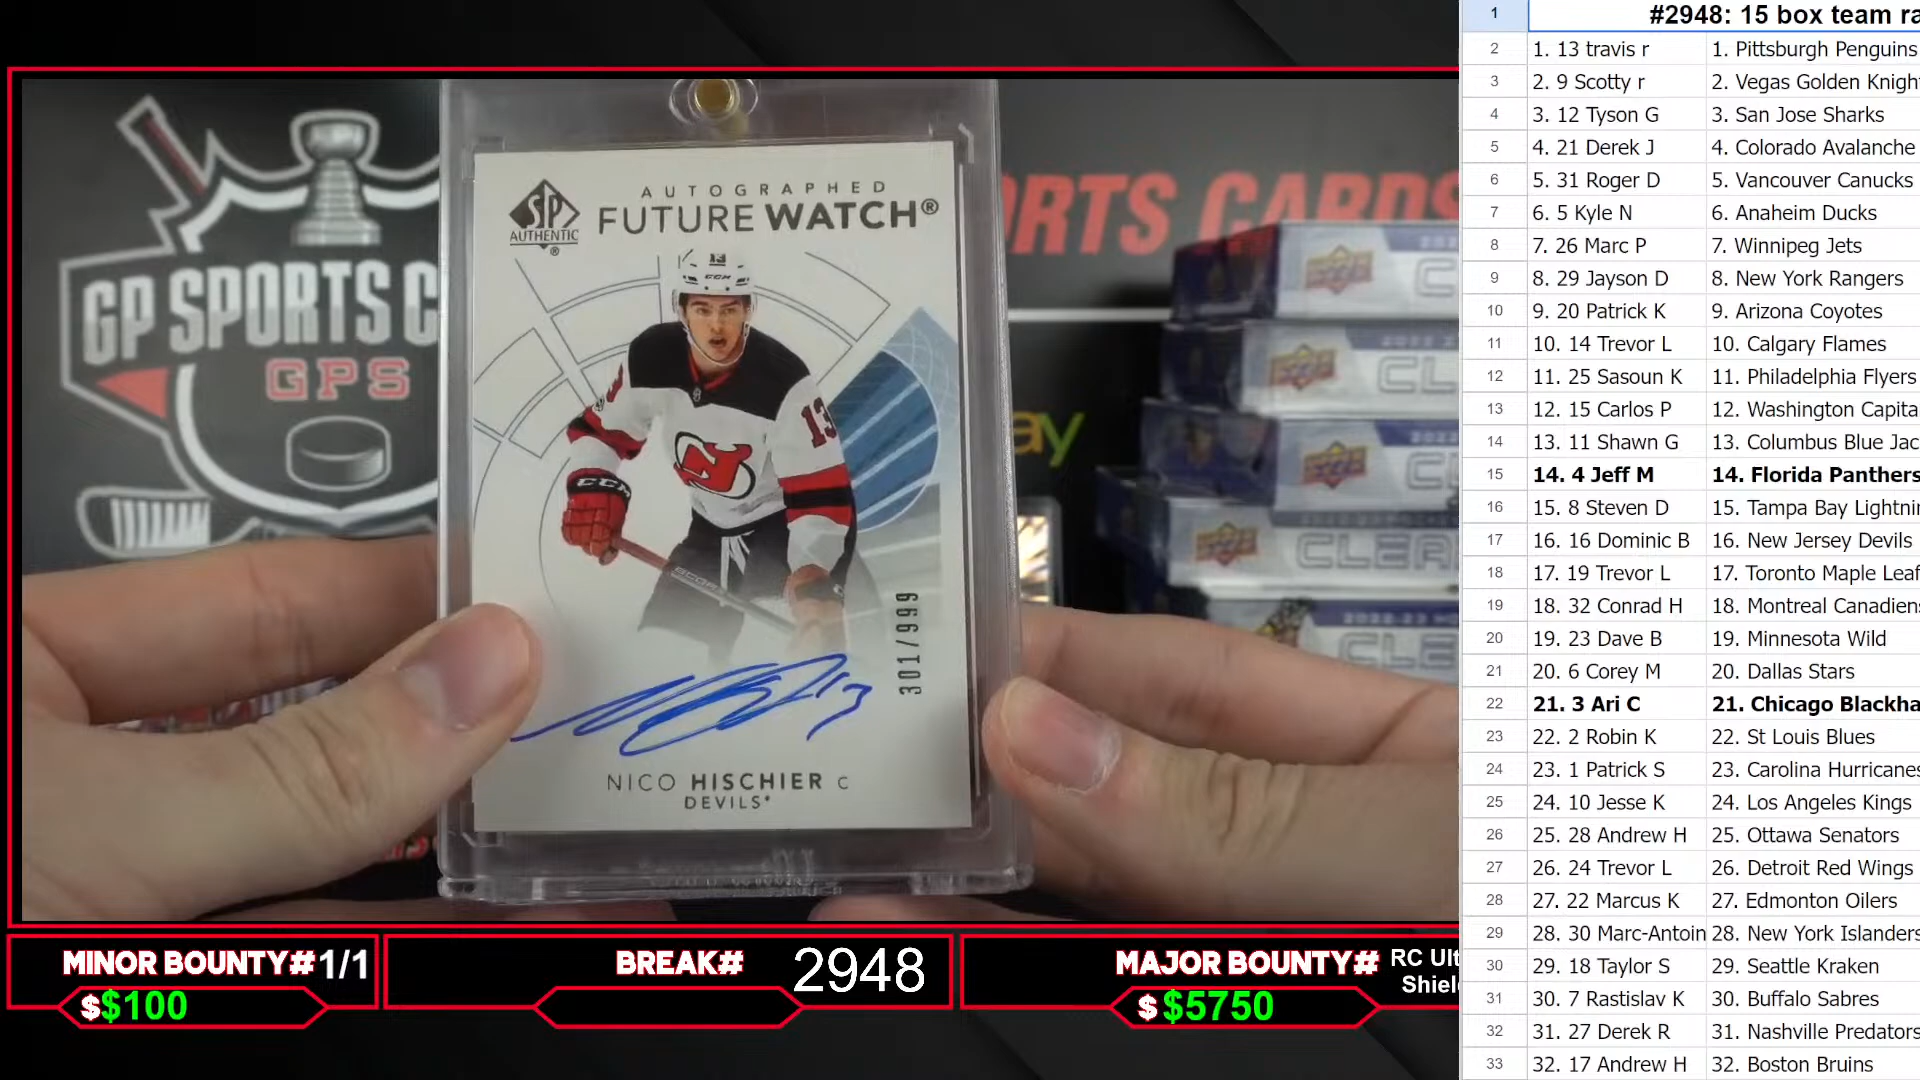 GP SPORTS C
GPS
ORTS CARDS
ay
SP
AUTHENTIC
AUTOGRAPHED
FUTURE WATCH®
13
CCM
13
CCM
301/999
NICO HISCHIER C
DEVILS
CLEA
MINOR BOUNTY# 1/1
$$100
BREAK# 2948
MAJOR BOUNTY# RC Ult
Shiel
$ $5750
1 #2948: 15 box team ra
2 1. 13 travis r 1. Pittsburgh Penguins
3 2. 9 Scotty r 2. Vegas Golden Knigh
4 3. 12 Tyson G 3. San Jose Sharks
5 4. 21 Derek J 4. Colorado Avalanche
6 5. 31 Roger D 5. Vancouver Canucks
7 6. 5 Kyle N 6. Anaheim Ducks
8 7. 26 Marc P 7. Winnipeg Jets
9 8. 29 Jayson D 8. New York Rangers
10 9. 20 Patrick K 9. Arizona Coyotes
11 10. 14 Trevor L 10. Calgary Flames
12 11. 25 Sasoun K 11. Philadelphia Flyers
13 12. 15 Carlos P 12. Washington Capita
14 13. 11 Shawn G 13. Columbus Blue Jac
15 14. 4 Jeff M 14. Florida Panthers
16 15. 8 Steven D 15. Tampa Bay Lightnin
17 16. 16 Dominic B 16. New Jersey Devils
18 17. 19 Trevor L 17. Toronto Maple Leaf
19 18. 32 Conrad H 18. Montreal Canadiens
20 19. 23 Dave B 19. Minnesota Wild
21 20. 6 Corey M 20. Dallas Stars
22 21. 3 Ari C 21. Chicago Blackha
23 22. 2 Robin K 22. St Louis Blues
24 23. 1 Patrick S 23. Carolina Hurricanes
25 24. 10 Jesse K 24. Los Angeles Kings
26 25. 28 Andrew H 25. Ottawa Senators
27 26. 24 Trevor L 26. Detroit Red Wings
28 27. 22 Marcus K 27. Edmonton Oilers
29 28. 30 Marc-Antoin 28. New York Islanders
30 29. 18 Taylor S 29. Seattle Kraken
31 30. 7 Rastislav K 30. Buffalo Sabres
32 31. 27 Derek R 31. Nashville Predators
33 32. 17 Andrew H 32. Boston Bruins